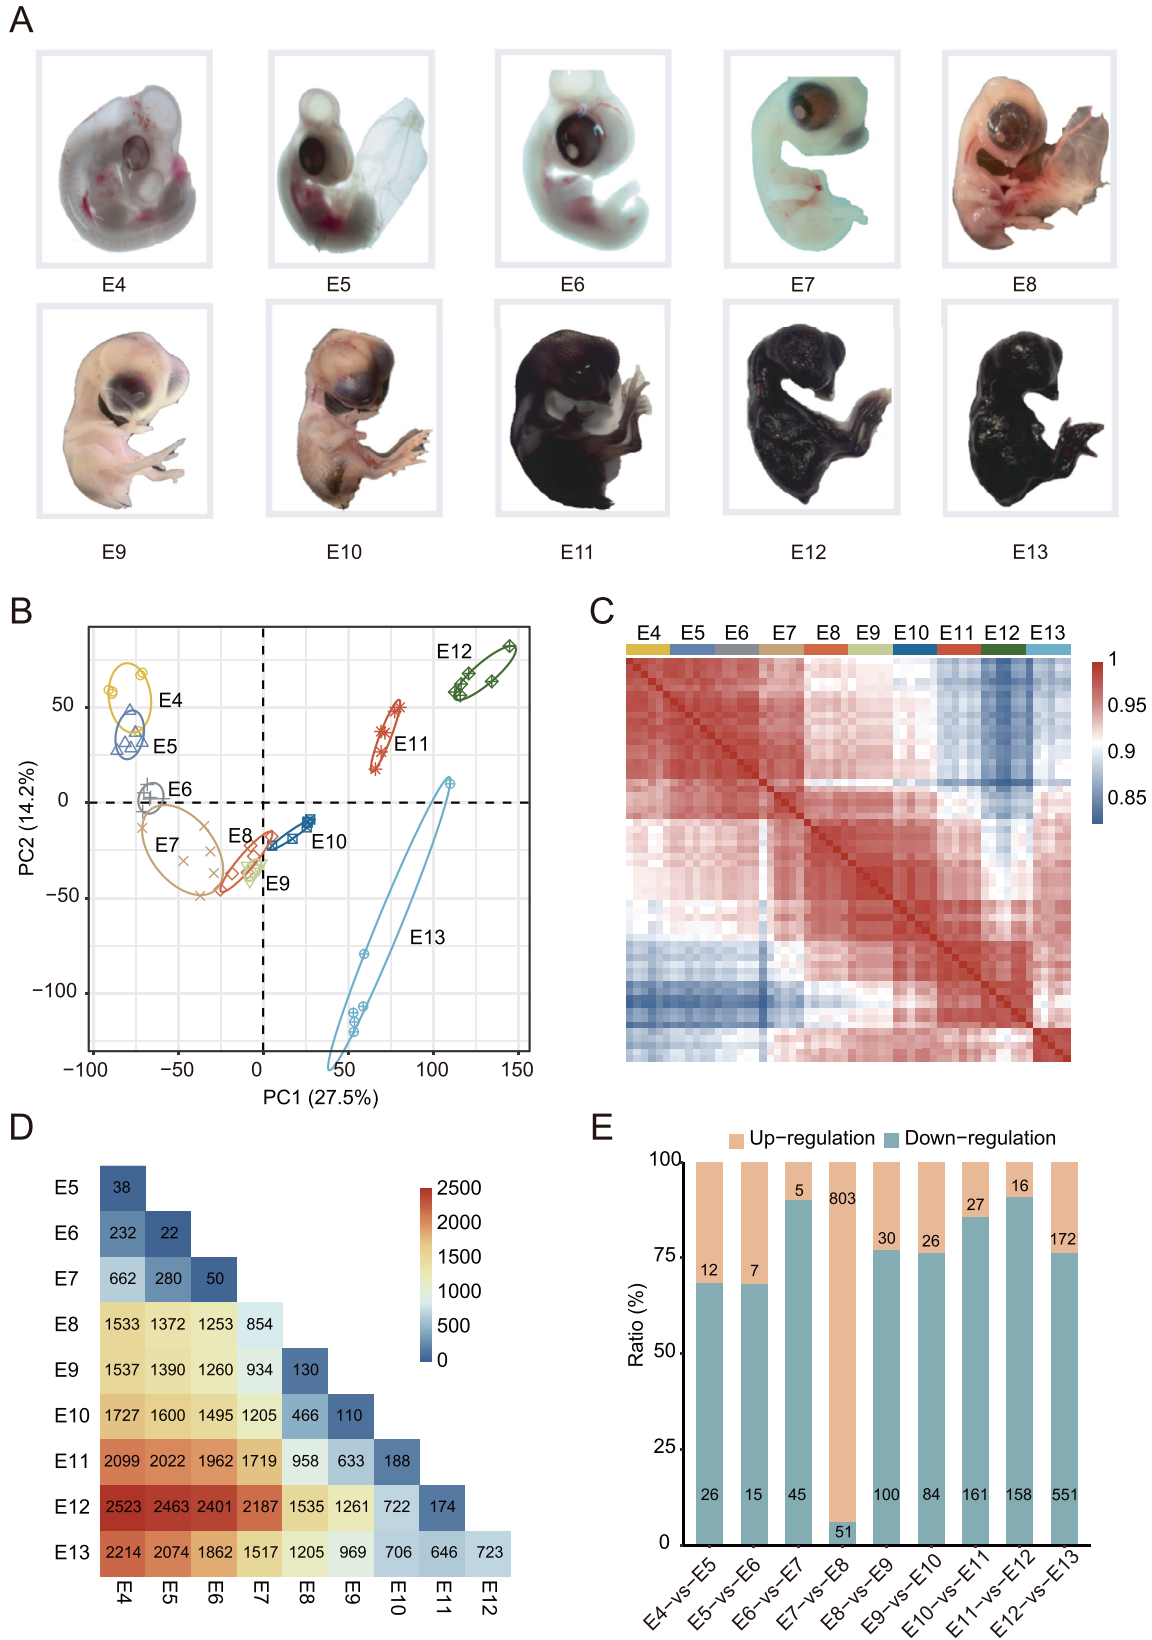 A
E4 E5 E6 E7 E8
E9 E10 E11 E12 E13
B
PC2 (14.2%)
50
0
−50
−100
−100 −50 0 50 100 150
PC1 (27.5%)
E4
E5
E6
E7
E8
E9
E10
E11
E12
E13
C
E4 E5 E6 E7 E8 E9 E10 E11 E12 E13
1
0.95
0.9
0.85
D
E5 38
E6 232 22
E7 662 280 50
E8 1533 1372 1253 854
E9 1537 1390 1260 934 130
E10 1727 1600 1495 1205 466 110
E11 2099 2022 1962 1719 958 633 188
E12 2523 2463 2401 2187 1535 1261 722 174
E13 2214 2074 1862 1517 1205 969 706 646 723
E4 E5 E6 E7 E8 E9 E10 E11 E12
2500
2000
1500
1000
500
0
E
Up−regulation Down−regulation
Ratio (%)
100
75
50
25
0
12 7 5 803 30 26 27 16 172
26 15 45 51 100 84 161 158 551
E4−vs−E5 E5−vs−E6 E6−vs−E7 E7−vs−E8 E8−vs−E9 E9−vs−E10 E10−vs−E11 E11−vs−E12 E12−vs−E13